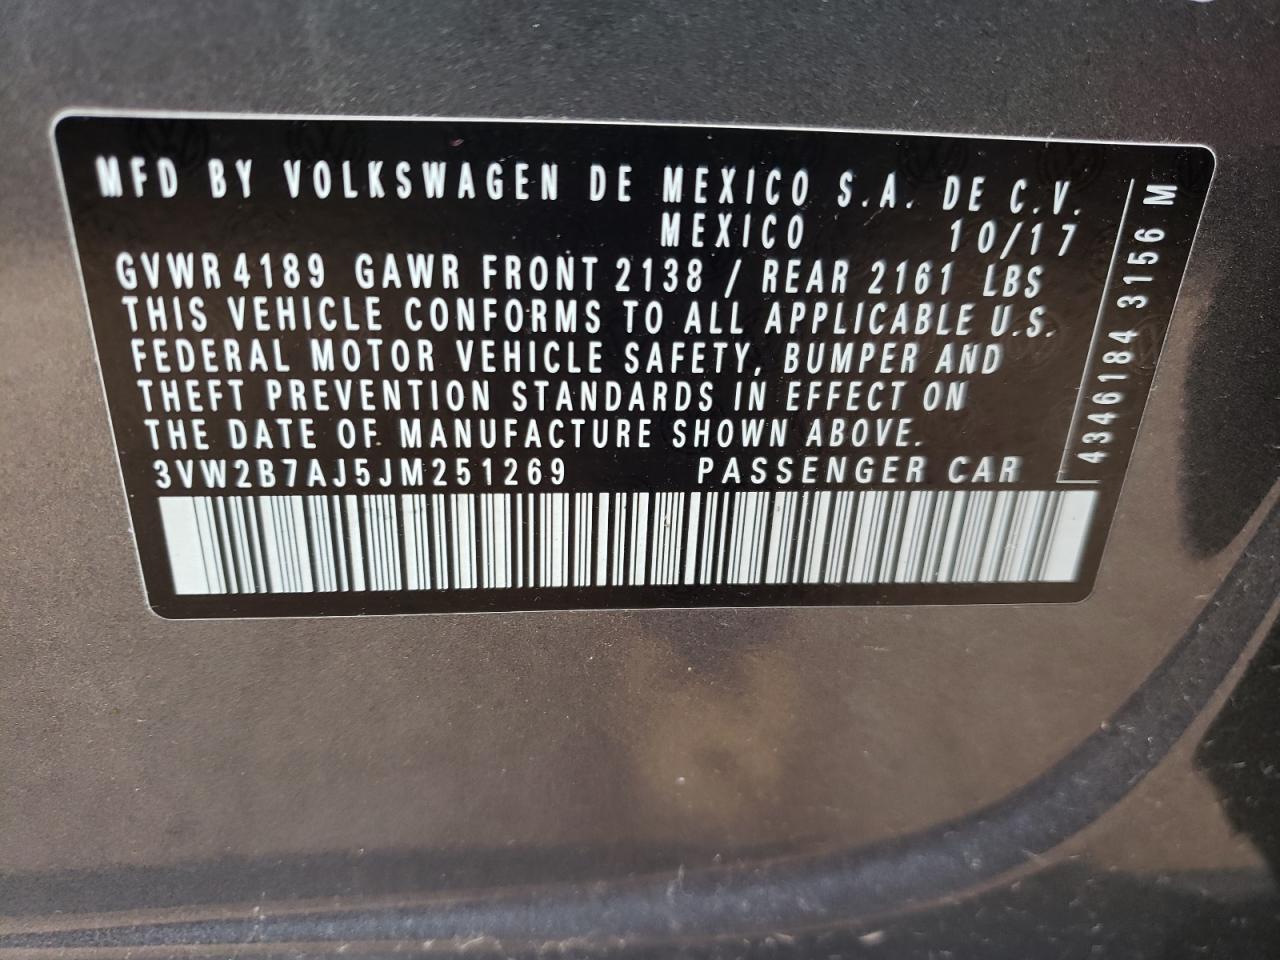 MFD BY VOLKSWAGEN DE MEXICO S.A. DE C.V.
MEXICO 10/17
GVWR 4189 GAWR FRONT 2138 / REAR 2161 LBS
THIS VEHICLE CONFORMS TO ALL APPLICABLE U.S.
FEDERAL MOTOR VEHICLE SAFETY, BUMPER AND
THEFT PREVENTION STANDARDS IN EFFECT ON
THE DATE OF MANUFACTURE SHOWN ABOVE.
3VW2B7AJ5JM251269 PASSENGER CAR
4346184 3156 M